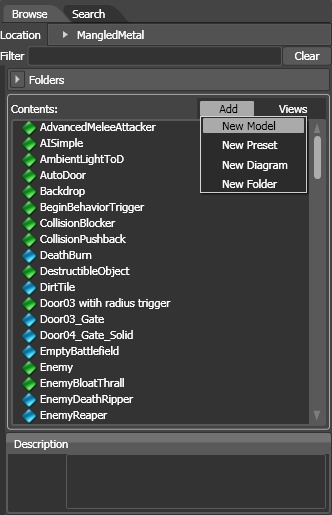 Browse Search
Location MangledMetal
Filter Clear
Folders
Contents: Add Views
AdvancedMeleeAttacker New Model
AISimple
AmbientLightToD New Preset
AutoDoor New Diagram
Backdrop New Folder
BeginBehaviorTrigger
CollisionBlocker
CollisionPushback
DeathBurn
DestructibleObject
DirtTile
Door03 witih radius trigger
Door03_Gate
Door04_Gate_Solid
EmptyBattlefield
Enemy
EnemyBloatThrall
EnemyDeathRipper
EnemyReaper
Description